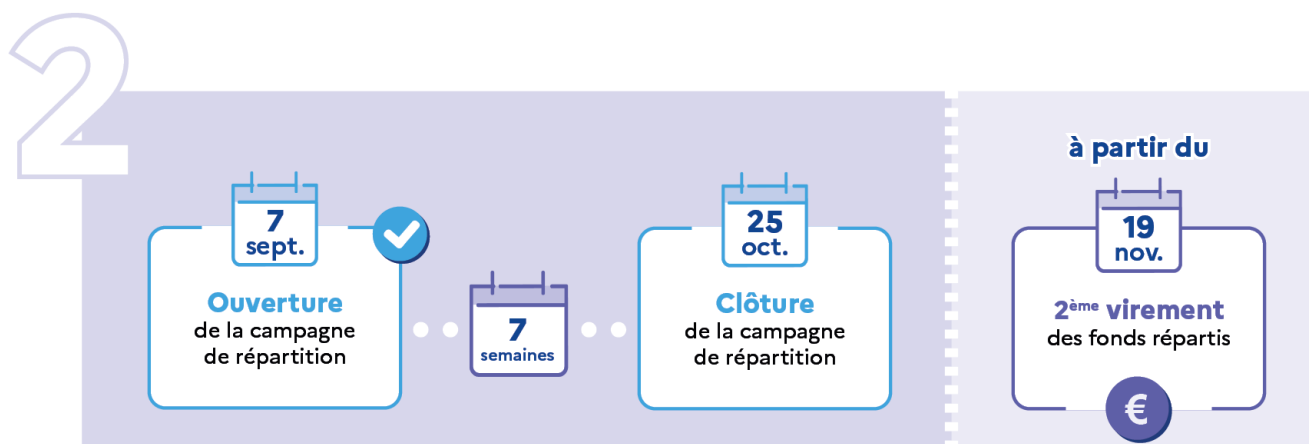 2
7
sept.
Ouverture
de la campagne
de répartition
7
semaines
25
oct.
Clôture
de la campagne
de répartition
à partir du
19
nov.
2ème virement
des fonds répartis
€